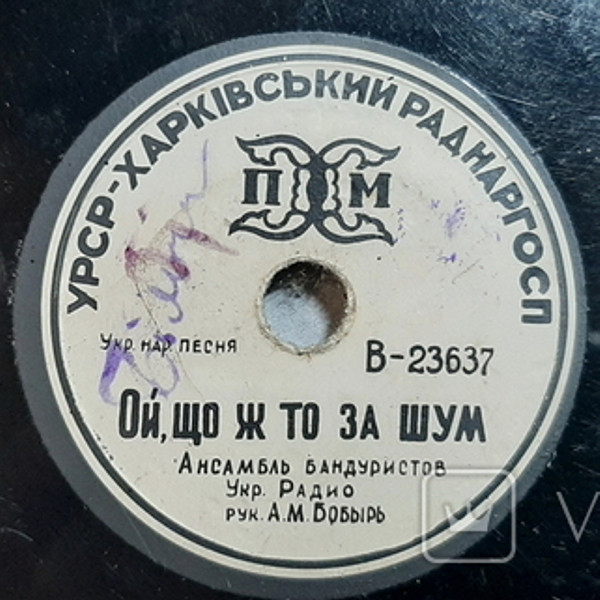 УРСР-ХАРКІВСЬКИЙ РАДНАРГОСП
П М
Укр. нар. песня
В-23637
Ой, що ж то за шум
Ансамбль бандуристов
Укр. Радио
рук. А.М. Бобырь
V